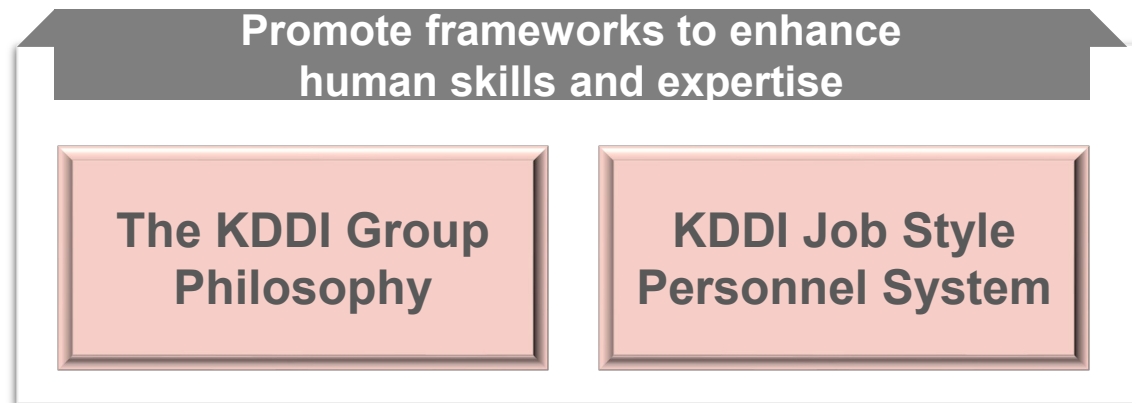 Promote frameworks to enhance
human skills and expertise
The KDDI Group
Philosophy
KDDI Job Style
Personnel System